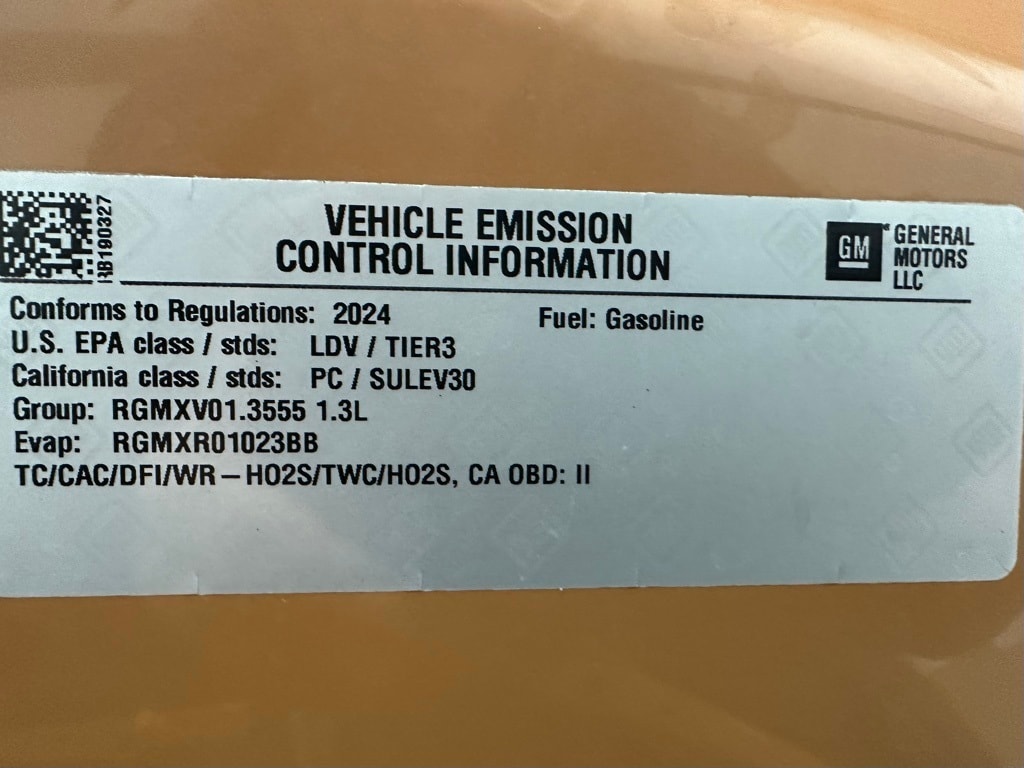 RB190327
VEHICLE EMISSION
CONTROL INFORMATION
GM
GENERAL
MOTORS
LLC
Conforms to Regulations: 2024
Fuel: Gasoline
U.S. EPA class / stds: LDV / TIER3
California class / stds: PC / SULEV30
Group: RGMXV01.3555 1.3L
Evap: RGMXR01023BB
TC/CAC/DFI/WR – HO2S/TWC/HO2S, CA OBD: II